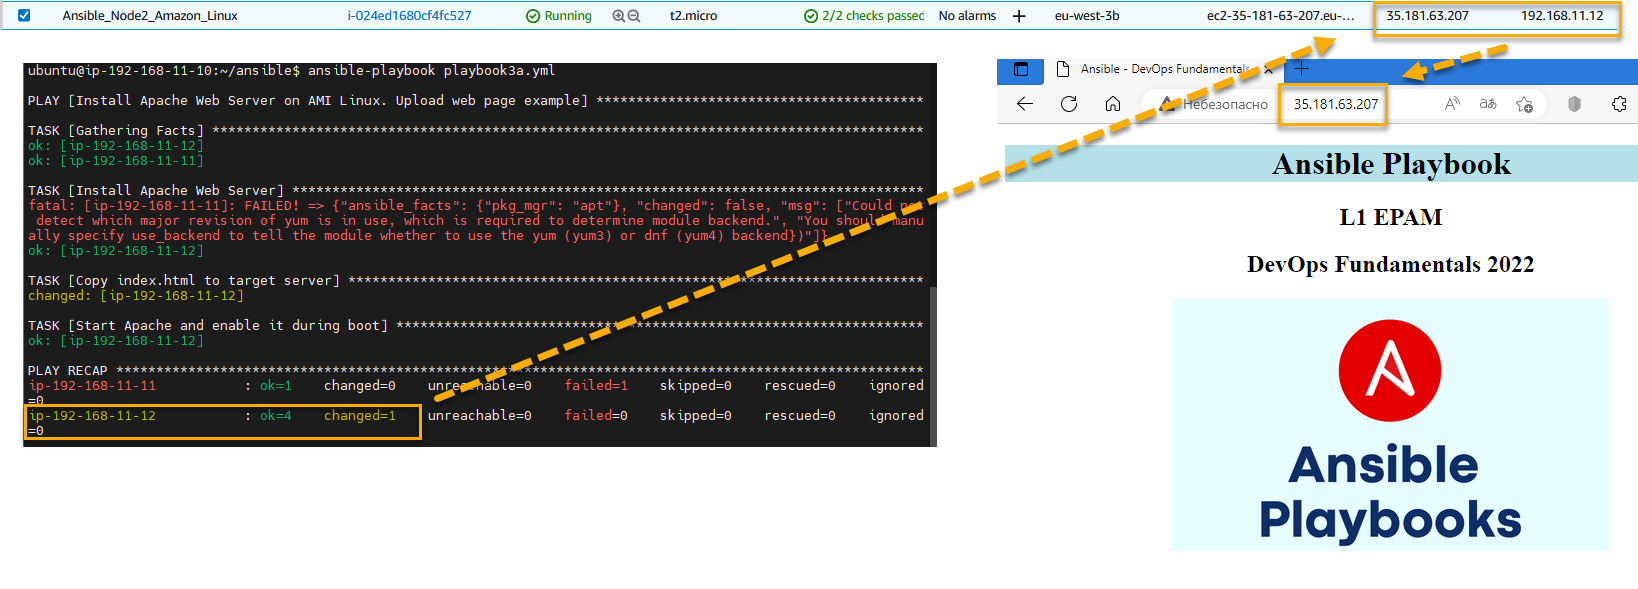 Ansible_Node2_Amazon_Linux i-024ed1680cf4fc527 Running t2.micro 2/2 checks passed No alarms + eu-west-3b ec2-35-181-63-207.eu-... 35.181.63.207 192.168.11.12
ubuntu@ip-192-168-11-10:~/ansible$ ansible-playbook playbook3a.yml
PLAY [Install Apache Web Server on AMI Linux. Upload web page example] *****************************************
TASK [Gathering Facts] *****************************************************************************************
ok: [ip-192-168-11-12]
ok: [ip-192-168-11-11]
TASK [Install Apache Web Server] *******************************************************************************
fatal: [ip-192-168-11-11]: FAILED! => {"ansible_facts": {"pkg_mgr": "apt"}, "changed": false, "msg": ["Could not
detect which major revision of yum is in use, which is required to determine module backend.", "You should manu
ally specify use_backend to tell the module whether to use the yum (yum3) or dnf (yum4) backend})"]}
ok: [ip-192-168-11-12]
TASK [Copy index.html to target server] ************************************************************************
changed: [ip-192-168-11-12]
TASK [Start Apache and enable it during boot] ******************************************************************
ok: [ip-192-168-11-12]
PLAY RECAP *****************************************************************************************************
ip-192-168-11-11 : ok=1 changed=0 unreachable=0 failed=1 skipped=0 rescued=0 ignored
=0
ip-192-168-11-12 : ok=4 changed=1 unreachable=0 failed=0 skipped=0 rescued=0 ignored
=0
Ansible - DevOps Fundamentals
Небезопасно 35.181.63.207
Ansible Playbook
L1 EPAM
DevOps Fundamentals 2022
Ansible
Playbooks